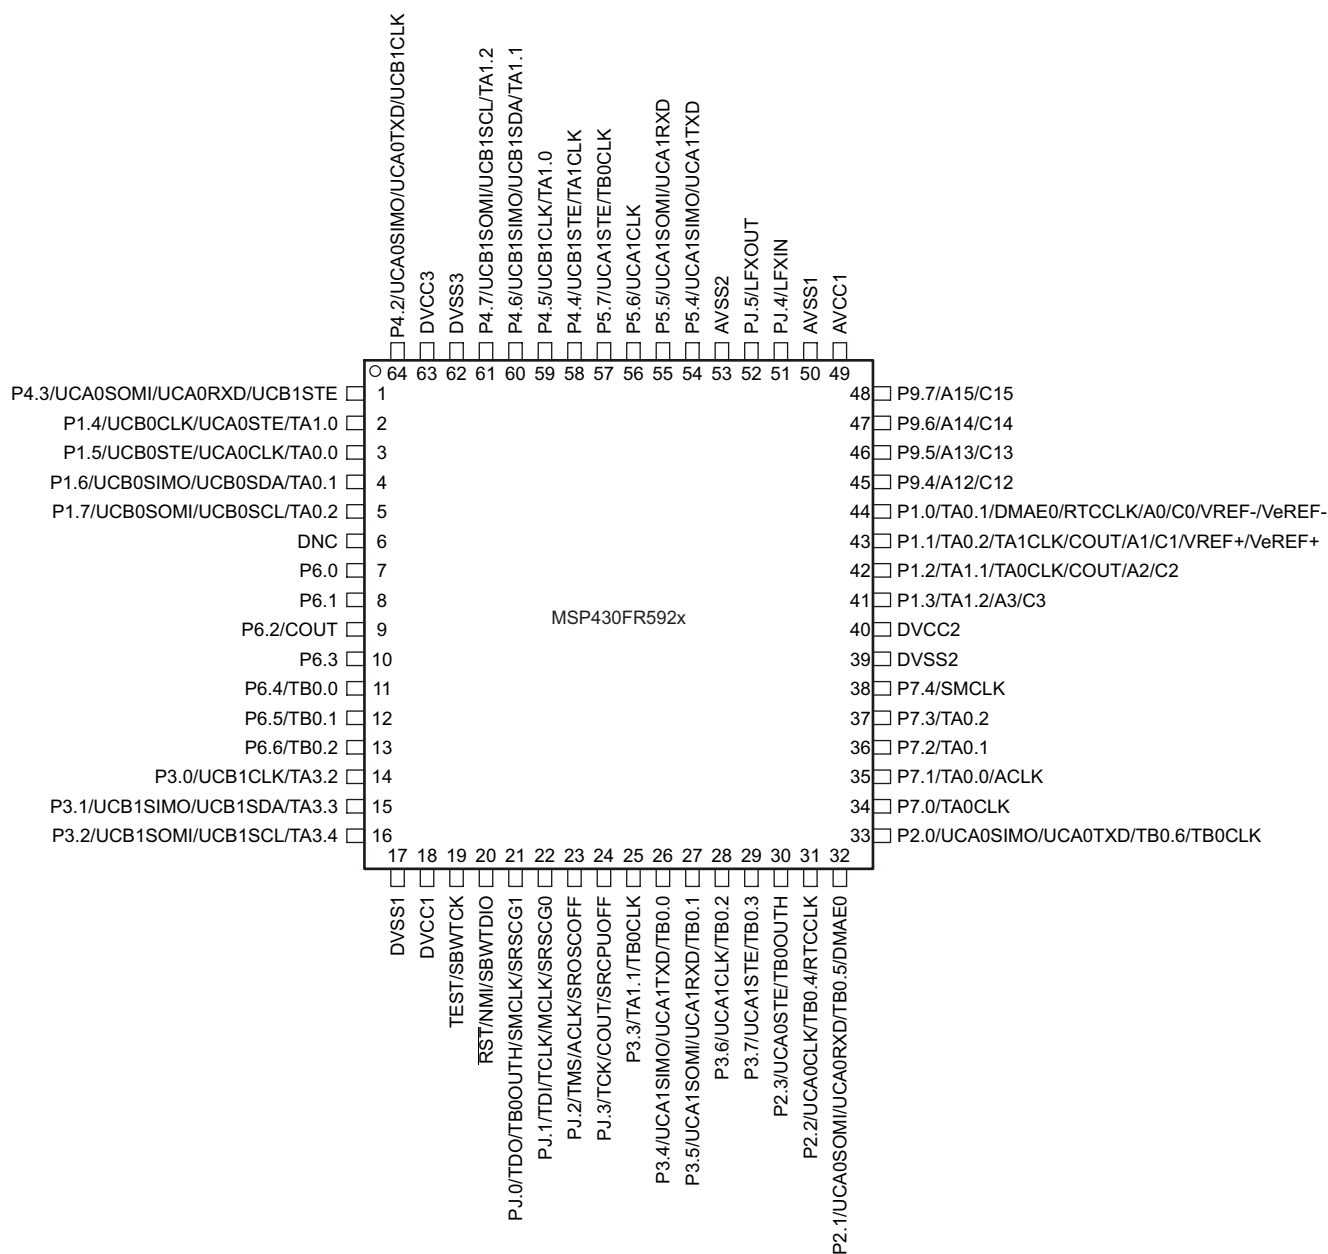 P4.2/UCA0SIMO/UCA0TXD/UCB1CLK
DVCC3
DVSS3
P4.7/UCB1SOMI/UCB1SCL/TA1.2
P4.6/UCB1SIMO/UCB1SDA/TA1.1
P4.5/UCB1CLK/TA1.0
P4.4/UCB1STE/TA1CLK
P5.7/UCA1STE/TB0CLK
P5.6/UCA1CLK
P5.5/UCA1SOMI/UCA1RXD
P5.4/UCA1SIMO/UCA1TXD
AVSS2
PJ.5/LFXOUT
PJ.4/LFXIN
AVSS1
AVCC1
64 63 62 61 60 59 58 57 56 55 54 53 52 51 50 49
P4.3/UCA0SOMI/UCA0RXD/UCB1STE 1
P1.4/UCB0CLK/UCA0STE/TA1.0 2
P1.5/UCB0STE/UCA0CLK/TA0.0 3
P1.6/UCB0SIMO/UCB0SDA/TA0.1 4
P1.7/UCB0SOMI/UCB0SCL/TA0.2 5
DNC 6
P6.0 7
P6.1 8
P6.2/COUT 9
P6.3 10
P6.4/TB0.0 11
P6.5/TB0.1 12
P6.6/TB0.2 13
P3.0/UCB1CLK/TA3.2 14
P3.1/UCB1SIMO/UCB1SDA/TA3.3 15
P3.2/UCB1SOMI/UCB1SCL/TA3.4 16
MSP430FR592x
48 P9.7/A15/C15
47 P9.6/A14/C14
46 P9.5/A13/C13
45 P9.4/A12/C12
44 P1.0/TA0.1/DMAE0/RTCCLK/A0/C0/VREF-/VeREF-
43 P1.1/TA0.2/TA1CLK/COUT/A1/C1/VREF+/VeREF+
42 P1.2/TA1.1/TA0CLK/COUT/A2/C2
41 P1.3/TA1.2/A3/C3
40 DVCC2
39 DVSS2
38 P7.4/SMCLK
37 P7.3/TA0.2
36 P7.2/TA0.1
35 P7.1/TA0.0/ACLK
34 P7.0/TA0CLK
33 P2.0/UCA0SIMO/UCA0TXD/TB0.6/TB0CLK
17 18 19 20 21 22 23 24 25 26 27 28 29 30 31 32
DVSS1
DVCC1
TEST/SBWTCK
RST/NMI/SBWTDIO
PJ.0/TDO/TB0OUTH/SMCLK/SRSCG1
PJ.1/TDI/TCLK/MCLK/SRSCG0
PJ.2/TMS/ACLK/SROSCOFF
PJ.3/TCK/COUT/SRCPUOFF
P3.3/TA1.1/TB0CLK
P3.4/UCA1SIMO/UCA1TXD/TB0.0
P3.5/UCA1SOMI/UCA1RXD/TB0.1
P3.6/UCA1CLK/TB0.2
P3.7/UCA1STE/TB0.3
P2.3/UCA0STE/TB0OUTH
P2.2/UCA0CLK/TB0.4/RTCCLK
P2.1/UCA0SOMI/UCA0RXD/TB0.5/DMAE0